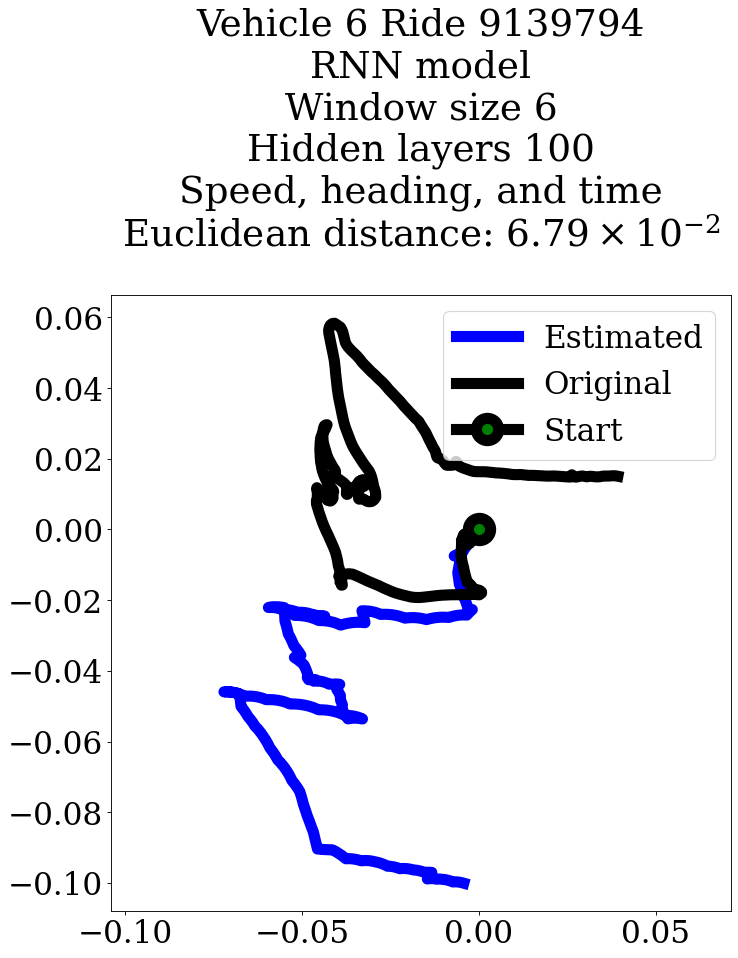 Vehicle 6 Ride 9139794
RNN model
Window size 6
Hidden layers 100
Speed, heading, and time
Euclidean distance: 6.79 × 10⁻²
Estimated
Original
Start
0.06
0.04
0.02
0.00
−0.02
−0.04
−0.06
−0.08
−0.10
−0.10 −0.05 0.00 0.05